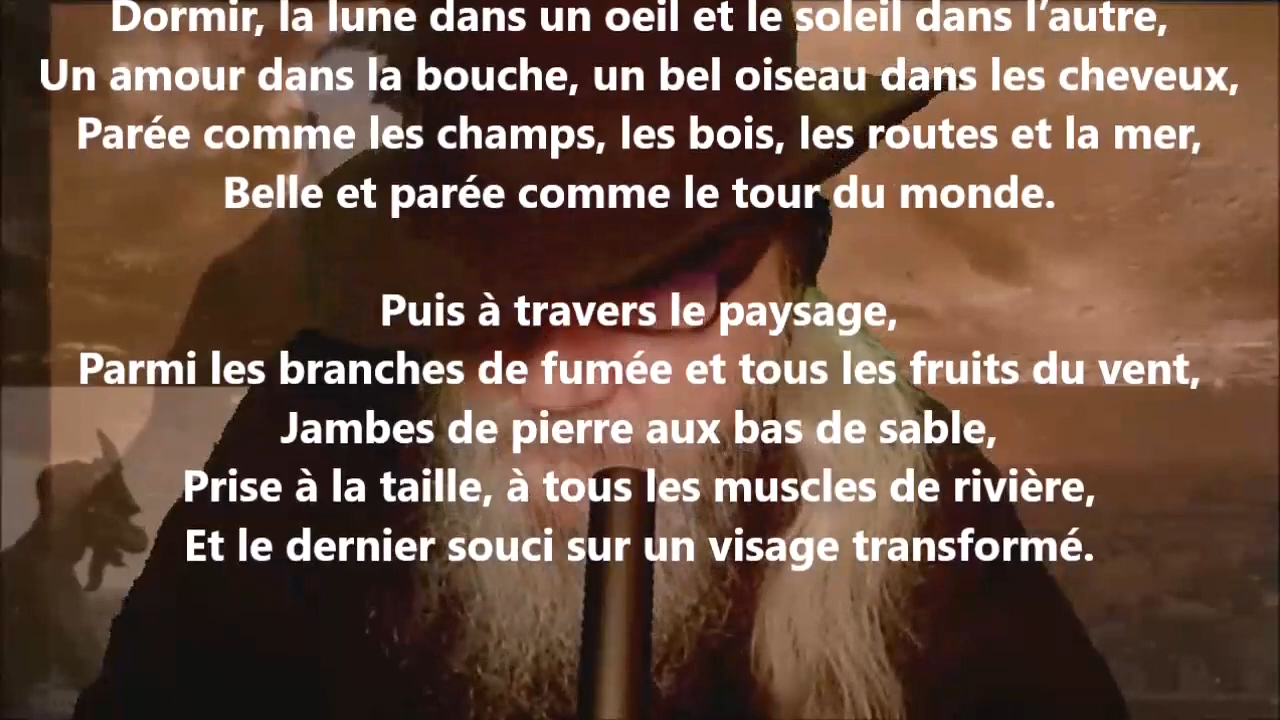 Dormir, la lune dans un oeil et le soleil dans l’autre,
Un amour dans la bouche, un bel oiseau dans les cheveux,
Parée comme les champs, les bois, les routes et la mer,
Belle et parée comme le tour du monde.
Puis à travers le paysage,
Parmi les branches de fumée et tous les fruits du vent,
Jambes de pierre aux bas de sable,
Prise à la taille, à tous les muscles de rivière,
Et le dernier souci sur un visage transformé.